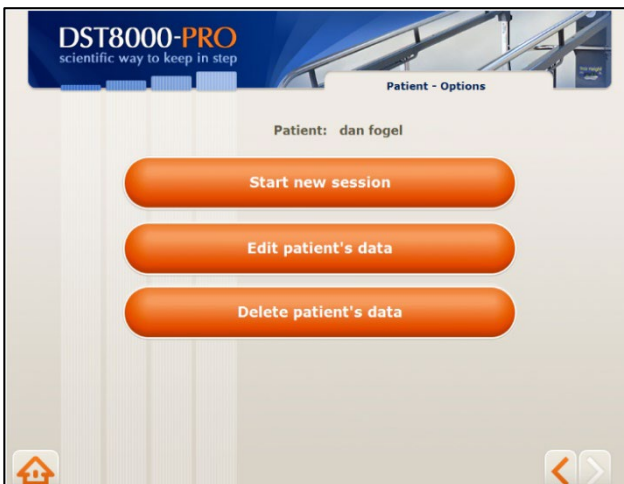 DST8000-PRO
scientific way to keep in step
Patient - Options
Patient: dan fogel
Start new session
Edit patient's data
Delete patient's data